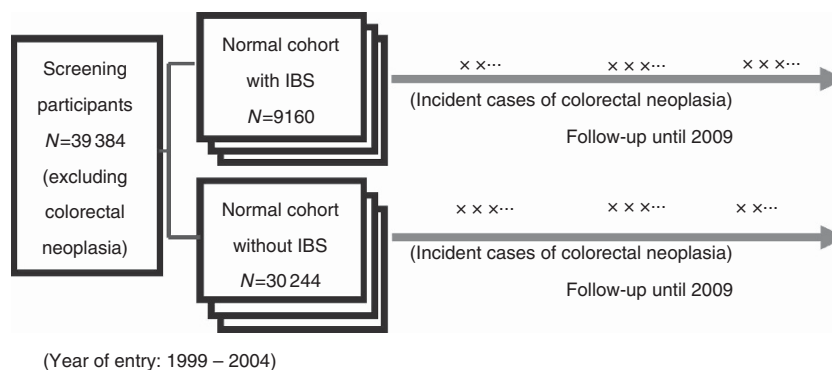 Screening
participants
N=39 384
(excluding
colorectal
neoplasia)
Normal cohort
with IBS
N=9160
× ×··· × × ×··· × × ×···
(Incident cases of colorectal neoplasia)
Follow-up until 2009
Normal cohort
without IBS
N=30 244
× × ×··· × × ×··· × ×···
(Incident cases of colorectal neoplasia)
Follow-up until 2009
(Year of entry: 1999 – 2004)